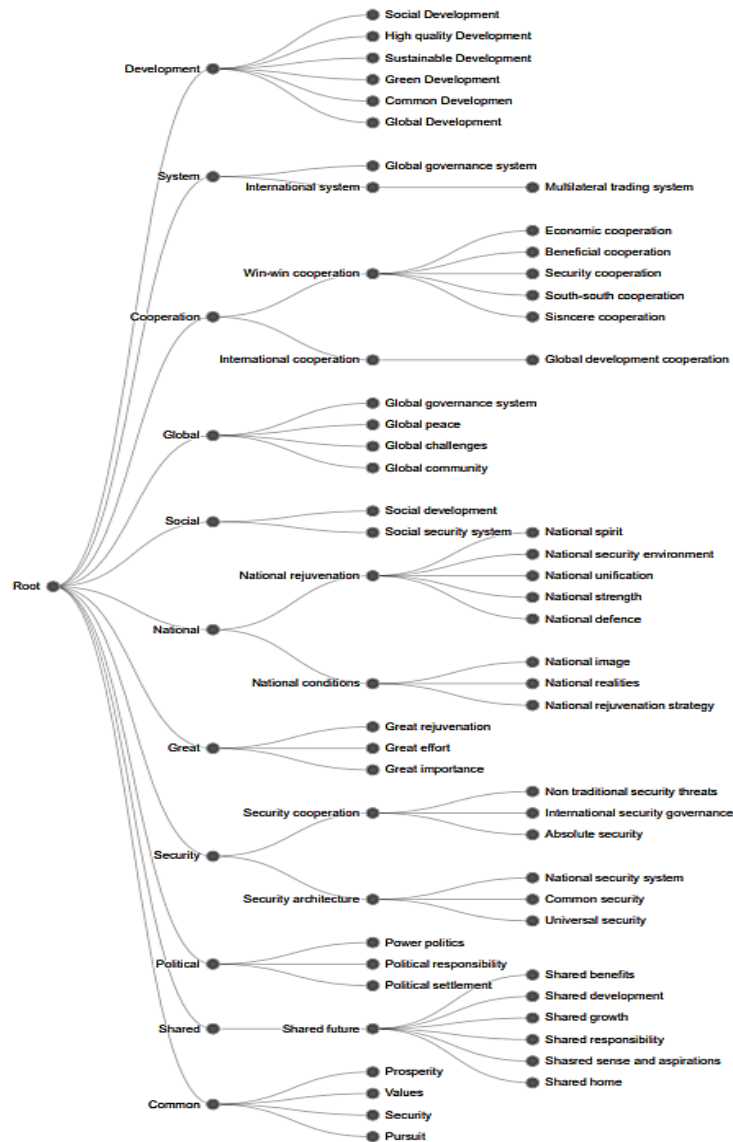 Social Development
High quality Development
Sustainable Development
Development
Green Development
Common Developmen
Global Development
Global governance system
System
International system
Multilateral trading system
Economic cooperation
Beneficial cooperation
Win-win cooperation
Security cooperation
South-south cooperation
Cooperation
Sisncere cooperation
International cooperation
Global development cooperation
Global governance system
Global peace
Global
Global challenges
Global community
Social development
Social
Social security system
National spirit
National security environment
National rejuvenation
National unification
Root
National strength
National defence
National
National image
National conditions
National realities
National rejuvenation strategy
Great rejuvenation
Great
Great effort
Great importance
Non traditional security threats
Security cooperation
International security governance
Absolute security
Security
National security system
Security architecture
Common security
Universal security
Power politics
Political
Political responsibility
Political settlement
Shared benefits
Shared development
Shared growth
Shared
Shared future
Shared responsibility
Shasred sense and aspirations
Shared home
Prosperity
Values
Common
Security
Pursuit